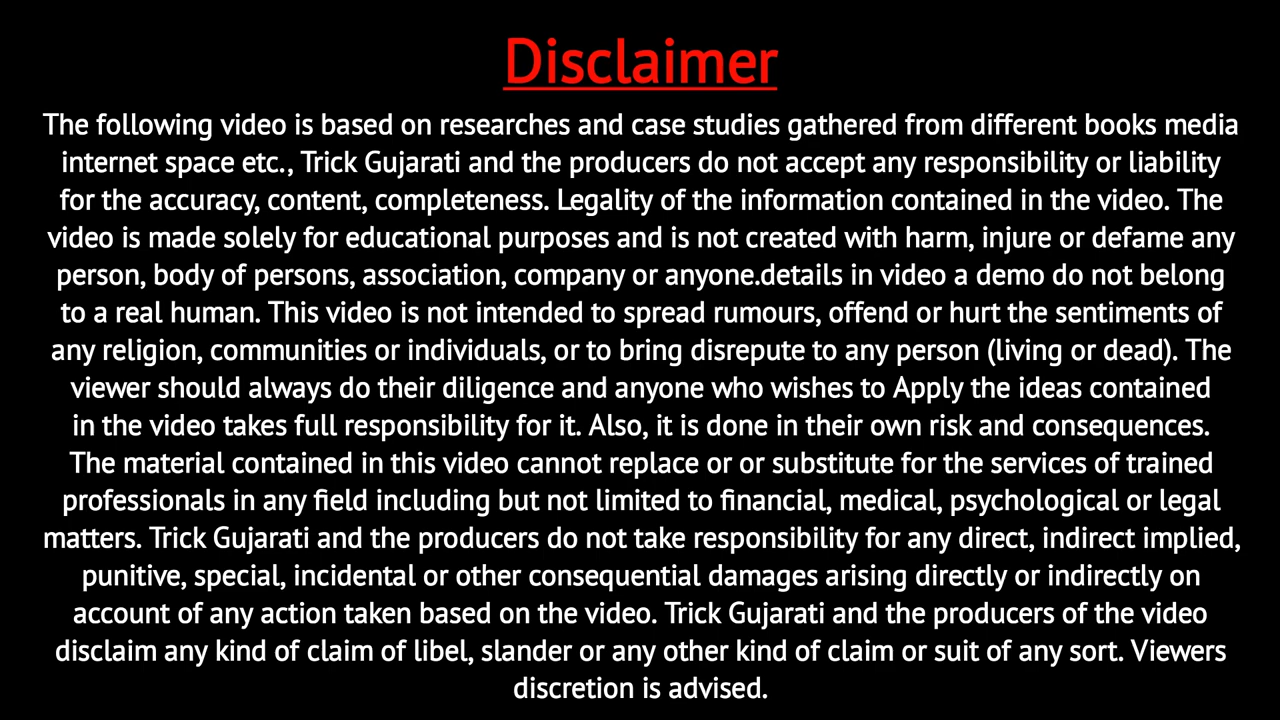 Disclaimer
The following video is based on researches and case studies gathered from different books media
internet space etc., Trick Gujarati and the producers do not accept any responsibility or liability
for the accuracy, content, completeness. Legality of the information contained in the video. The
video is made solely for educational purposes and is not created with harm, injure or defame any
person, body of persons, association, company or anyone.details in video a demo do not belong
to a real human. This video is not intended to spread rumours, offend or hurt the sentiments of
any religion, communities or individuals, or to bring disrepute to any person (living or dead). The
viewer should always do their diligence and anyone who wishes to Apply the ideas contained
in the video takes full responsibility for it. Also, it is done in their own risk and consequences.
The material contained in this video cannot replace or or substitute for the services of trained
professionals in any field including but not limited to financial, medical, psychological or legal
matters. Trick Gujarati and the producers do not take responsibility for any direct, indirect implied,
punitive, special, incidental or other consequential damages arising directly or indirectly on
account of any action taken based on the video. Trick Gujarati and the producers of the video
disclaim any kind of claim of libel, slander or any other kind of claim or suit of any sort. Viewers
discretion is advised.